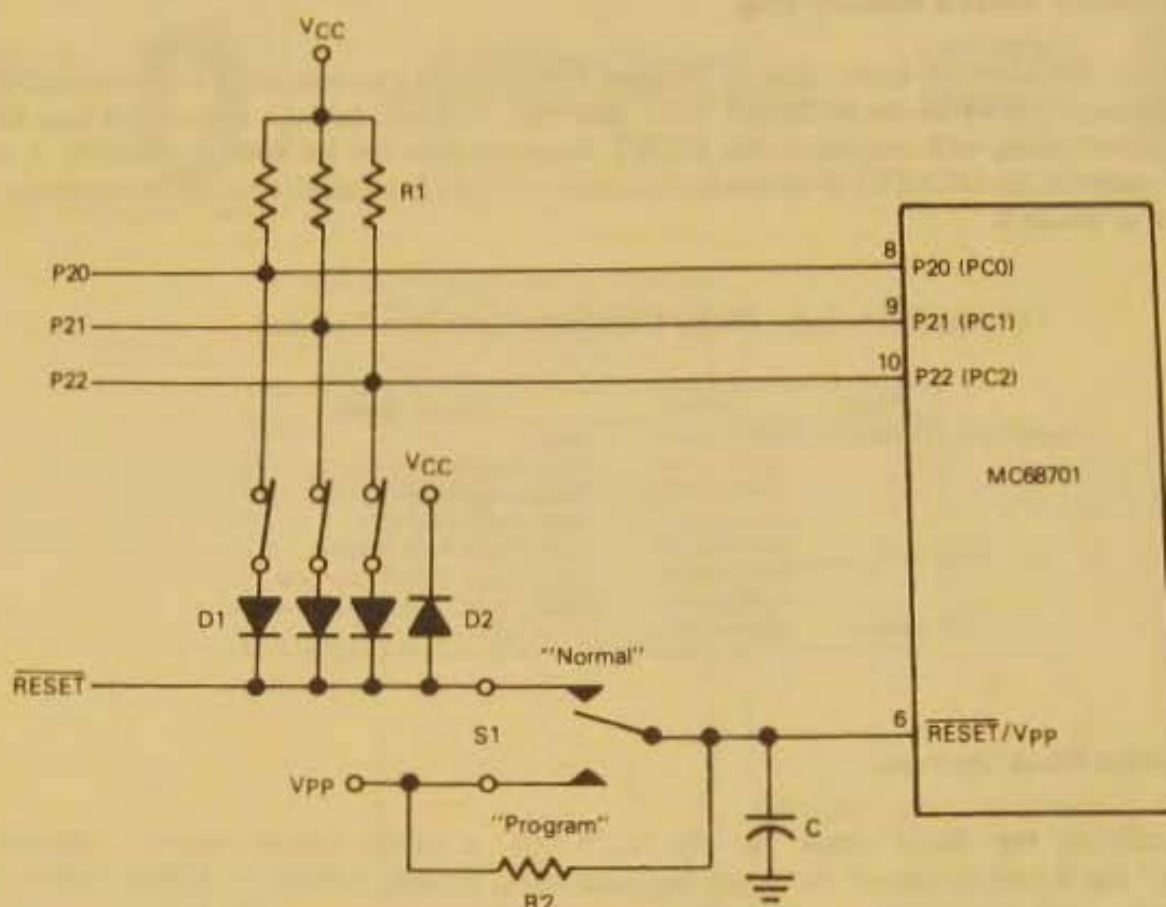 VCC
R1
P20
8
P20 (PC0)
P21
9
P21 (PC1)
P22
10
P22 (PC2)
VCC
MC68701
D1
D2
"Normal"
RESET
S1
6
RESET/VPP
VPP
"Program"
C
R2